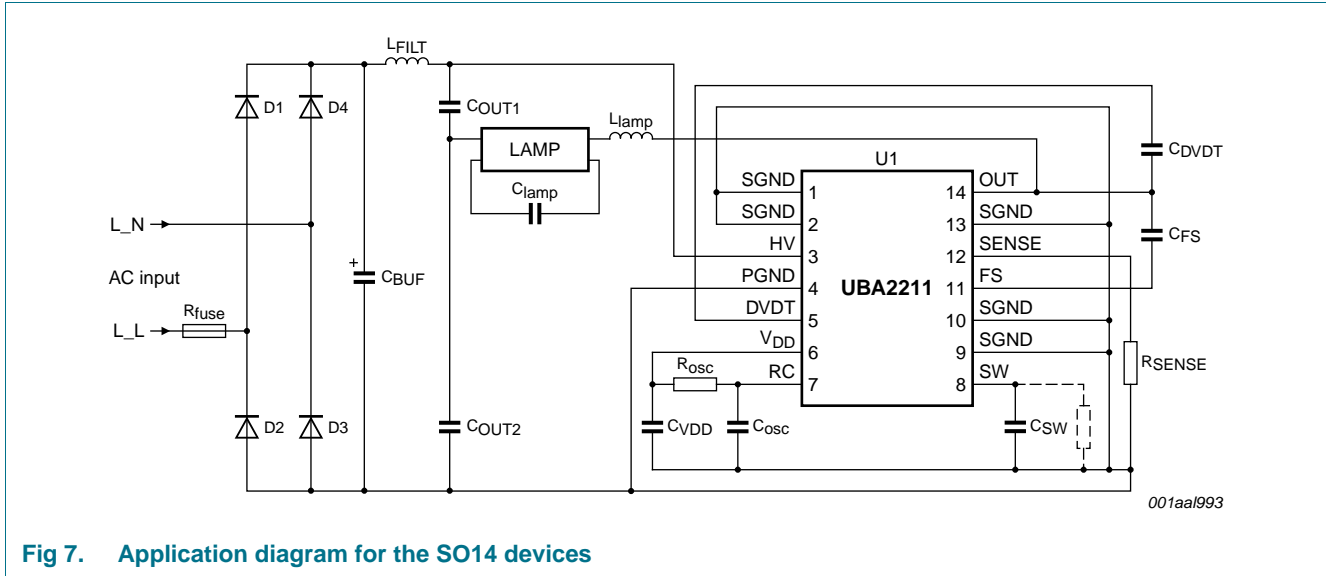 LFILT
D1
D4
COUT1
Llamp
LAMP
Clamp
CDVDT
U1
SGND
1
14
OUT
SGND
2
13
SGND
CFS
L_N
HV
3
12
SENSE
AC input
+
CBUF
PGND
4
UBA2211
11
FS
L_L
Rfuse
DVDT
5
10
SGND
VDD
6
9
SGND
Rosc
RC
7
8
SW
RSENSE
D2
D3
COUT2
CVDD
Cosc
CSW
001aal993
Fig 7. Application diagram for the SO14 devices